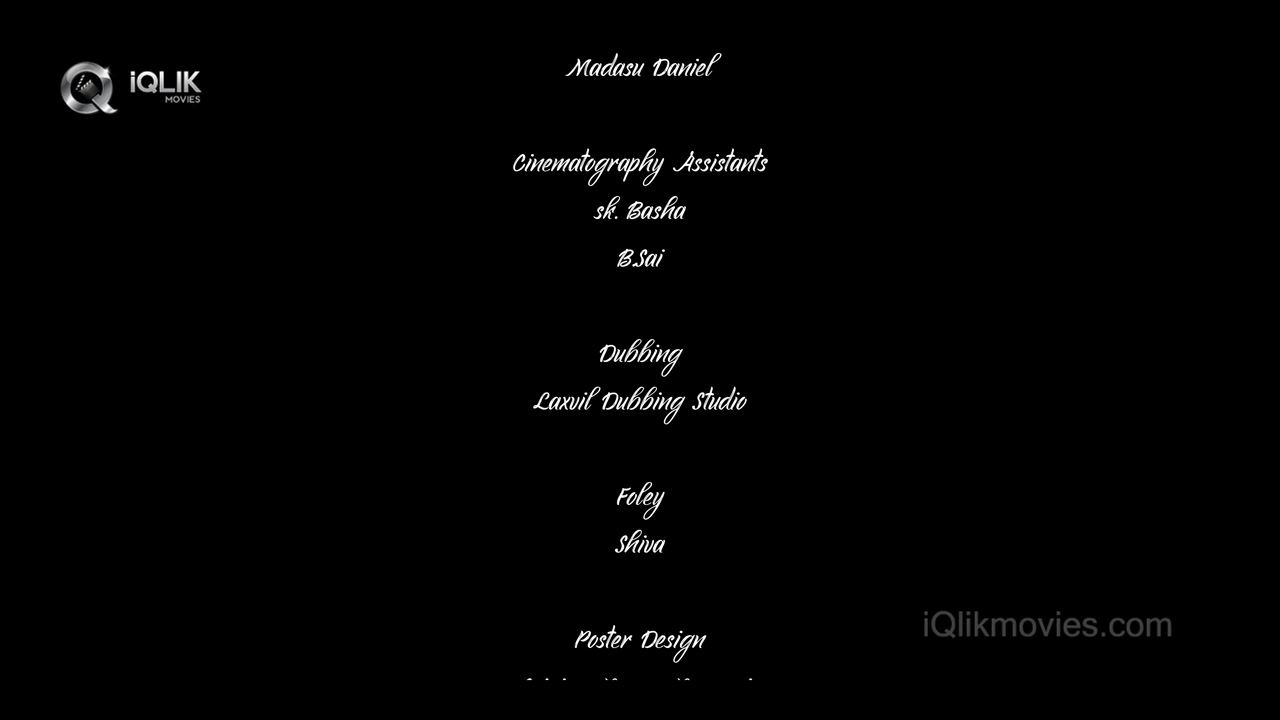 Madasu Daniel
iQLIK
MOVIES
Cinematography Assistants
sk. Basha
B.Sai
Dubbing
Laxvil Dubbing Studio
Foley
Shiva
iQlikmovies.com
Poster Design